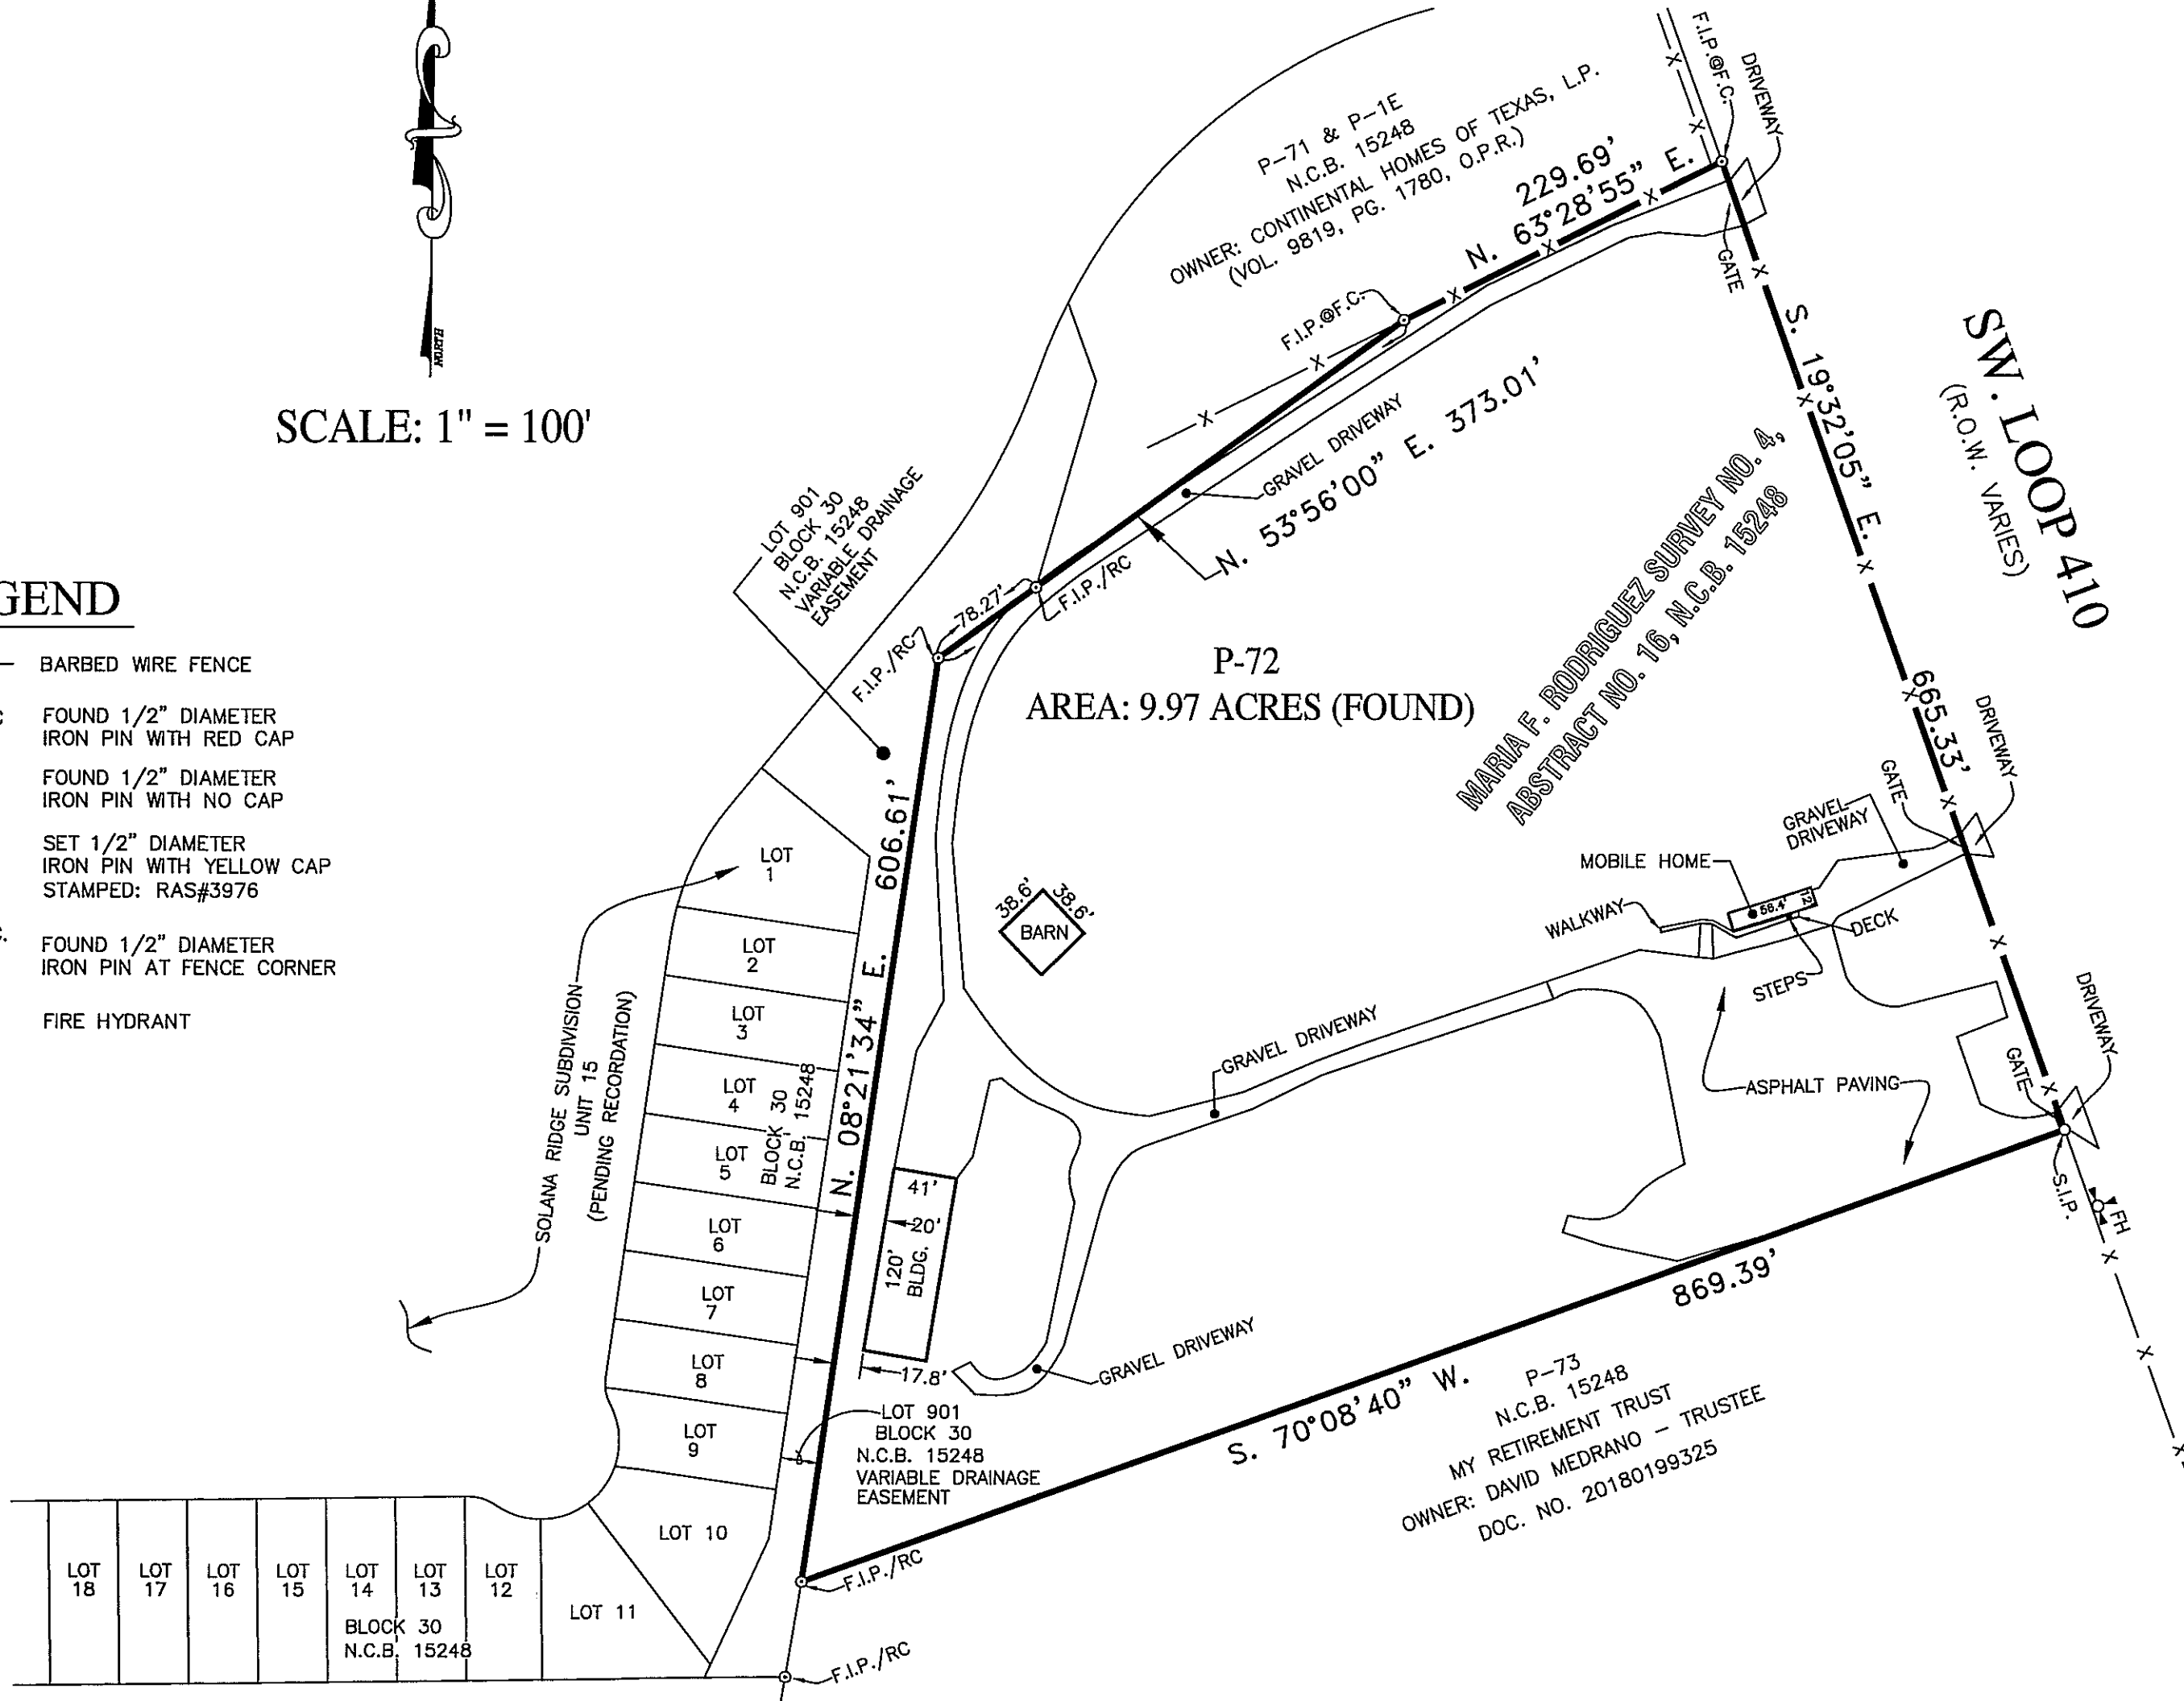 NORTH
SCALE: 1" = 100'
GEND
BARBED WIRE FENCE
FOUND 1/2" DIAMETER
IRON PIN WITH RED CAP
FOUND 1/2" DIAMETER
IRON PIN WITH NO CAP
SET 1/2" DIAMETER
IRON PIN WITH YELLOW CAP
STAMPED: RAS#3976
FOUND 1/2" DIAMETER
IRON PIN AT FENCE CORNER
FIRE HYDRANT
P-71 & P-1E
N.C.B. 15248
OWNER: CONTINENTAL HOMES OF TEXAS, L.P.
(VOL. 9819, PG. 1780, O.P.R.)
229.69'
N. 63°28'55" E.
F.I.P.@F.C.
DRIVEWAY
GATE
F.I.P.@F.C.
S. 19°32'05" E.
665.33'
SW. LOOP 410
(R.O.W. VARIES)
GRAVEL DRIVEWAY
N. 53°56'00" E. 373.01'
MARIA F. RODRIGUEZ SURVEY NO. 4,
ABSTRACT NO. 16, N.C.B. 15248
LOT 901
BLOCK 30
N.C.B. 15248
VARIABLE DRAINAGE
EASEMENT
78.27'
F.I.P./RC
F.I.P./RC
P-72
AREA: 9.97 ACRES (FOUND)
DRIVEWAY
GATE
GRAVEL
DRIVEWAY
MOBILE HOME
56.4'
12
WALKWAY
DECK
STEPS
38.6'
38.6'
BARN
N. 08°21'34" E. 606.61'
LOT
1
LOT
2
LOT
3
LOT
4
LOT
5
LOT
6
LOT
7
LOT
8
LOT
9
LOT 10
LOT 11
BLOCK 30
N.C.B. 15248
SOLANA RIDGE SUBDIVISION
UNIT 15
(PENDING RECORDATION)
GRAVEL DRIVEWAY
ASPHALT PAVING
GATE
DRIVEWAY
S.I.P.
FH
41'
20'
120'
BLDG.
17.8'
GRAVEL DRIVEWAY
869.39'
S. 70°08'40" W.
P-73
N.C.B. 15248
MY RETIREMENT TRUST
OWNER: DAVID MEDRANO - TRUSTEE
DOC. NO. 20180199325
LOT 901
BLOCK 30
N.C.B. 15248
VARIABLE DRAINAGE
EASEMENT
F.I.P./RC
F.I.P./RC
LOT
18
LOT
17
LOT
16
LOT
15
LOT
14
LOT
13
LOT
12
BLOCK 30
N.C.B. 15248